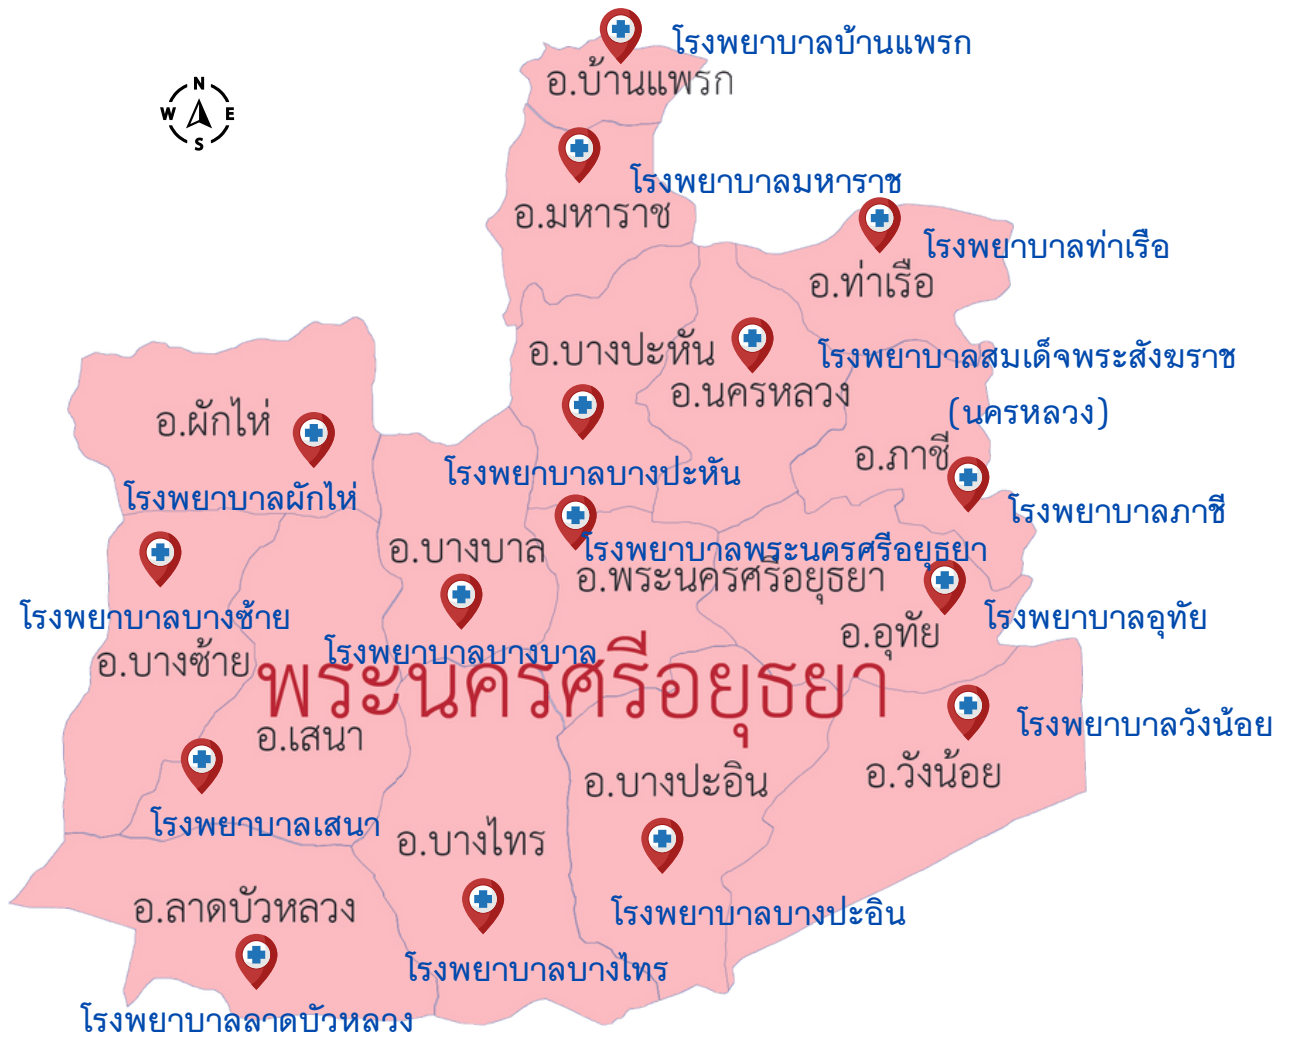 โรงพยาบาลบ้านแพรก
อ.บ้านแพรก
N
W E
S
โรงพยาบาลมหาราช
อ.มหาราช
โรงพยาบาลท่าเรือ
อ.ท่าเรือ
อ.บางปะหัน
โรงพยาบาลสมเด็จพระสังฆราช
(นครหลวง)
อ.นครหลวง
อ.ผักไห่
อ.ภาชี
โรงพยาบาลบางปะหัน
โรงพยาบาลผักไห่
โรงพยาบาลภาชี
อ.บางบาล
โรงพยาบาลพระนครศรีอยุธยา
อ.พระนครศรีอยุธยา
โรงพยาบาลบางซ้าย
โรงพยาบาลอุทัย
อ.อุทัย
โรงพยาบาลบางบาล
อ.บางซ้าย
พระนครศรีอยุธยา
โรงพยาบาลวังน้อย
อ.เสนา
อ.บางปะอิน
อ.วังน้อย
โรงพยาบาลเสนา
อ.บางไทร
อ.ลาดบัวหลวง
โรงพยาบาลบางปะอิน
โรงพยาบาลบางไทร
โรงพยาบาลลาดบัวหลวง